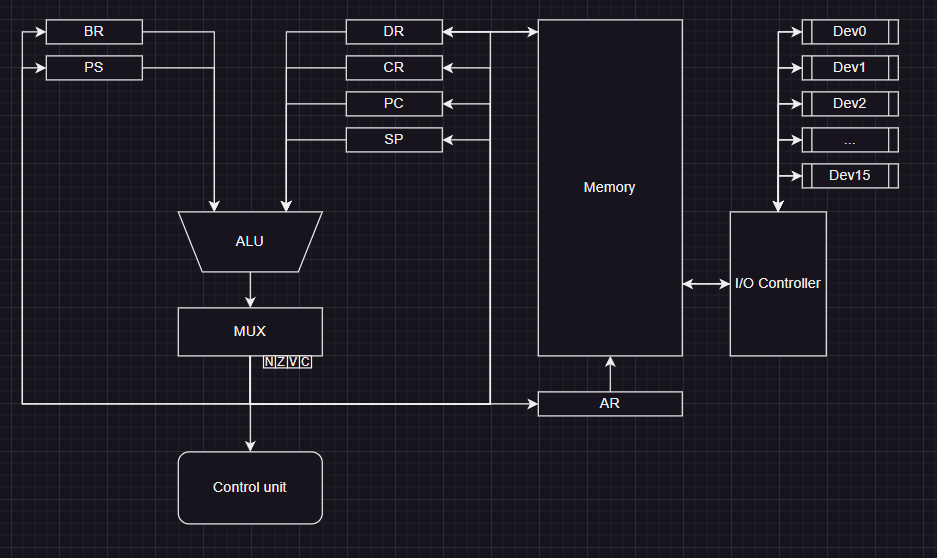 BR
PS
DR
CR
PC
SP
Memory
Dev0
Dev1
Dev2
...
Dev15
ALU
I/O Controller
MUX
N Z V C
AR
Control unit